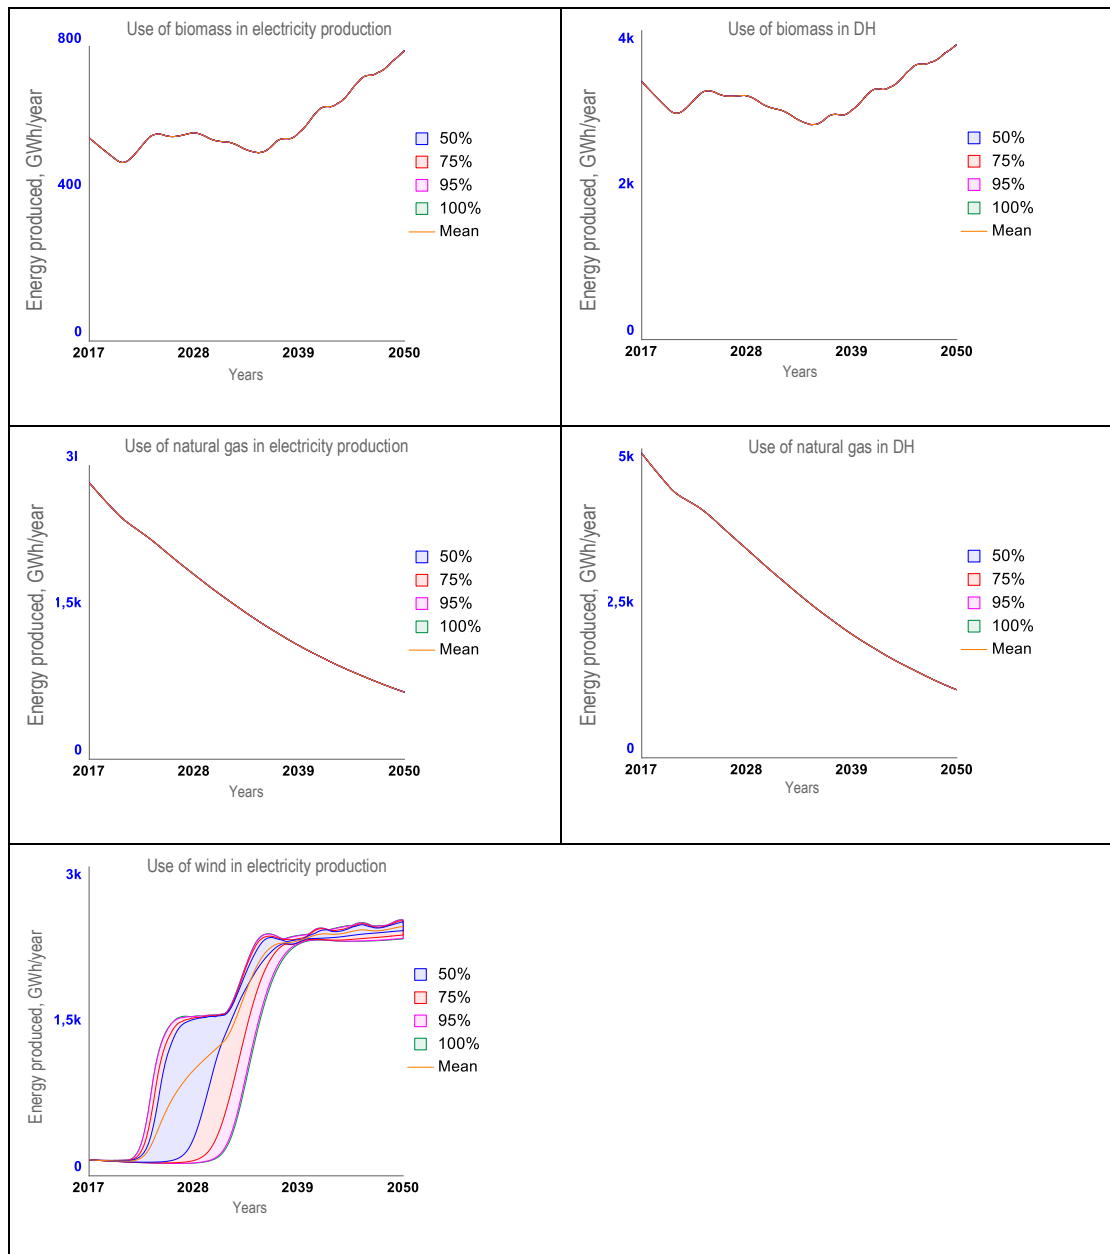 Use of biomass in electricity production
800
400
0
Energy produced, GWh/year
2017 2028 2039 2050
Years
50%
75%
95%
100%
Mean
Use of biomass in DH
4k
2k
0
Energy produced, GWh/year
2017 2028 2039 2050
Years
50%
75%
95%
100%
Mean
Use of natural gas in electricity production
3l
1,5k
0
Energy produced, GWh/year
2017 2028 2039 2050
Years
50%
75%
95%
100%
Mean
Use of natural gas in DH
5k
2,5k
0
Energy produced, GWh/year
2017 2028 2039 2050
Years
50%
75%
95%
100%
Mean
Use of wind in electricity production
3k
1,5k
0
Energy produced, GWh/year
2017 2028 2039 2050
Years
50%
75%
95%
100%
Mean